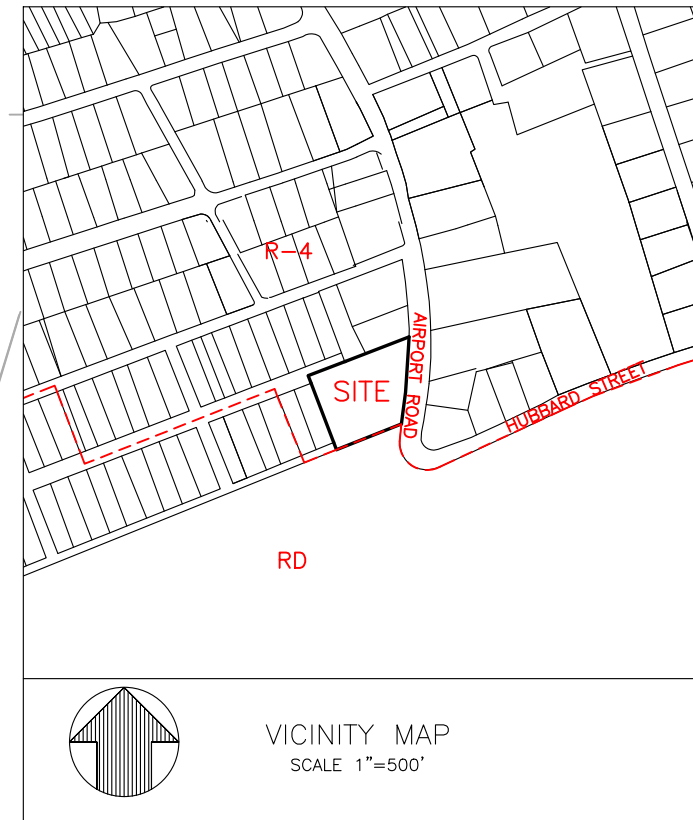 R-4
AIRPORT ROAD
SITE
HUBBARD STREET
RD
VICINITY MAP
SCALE 1"=500'